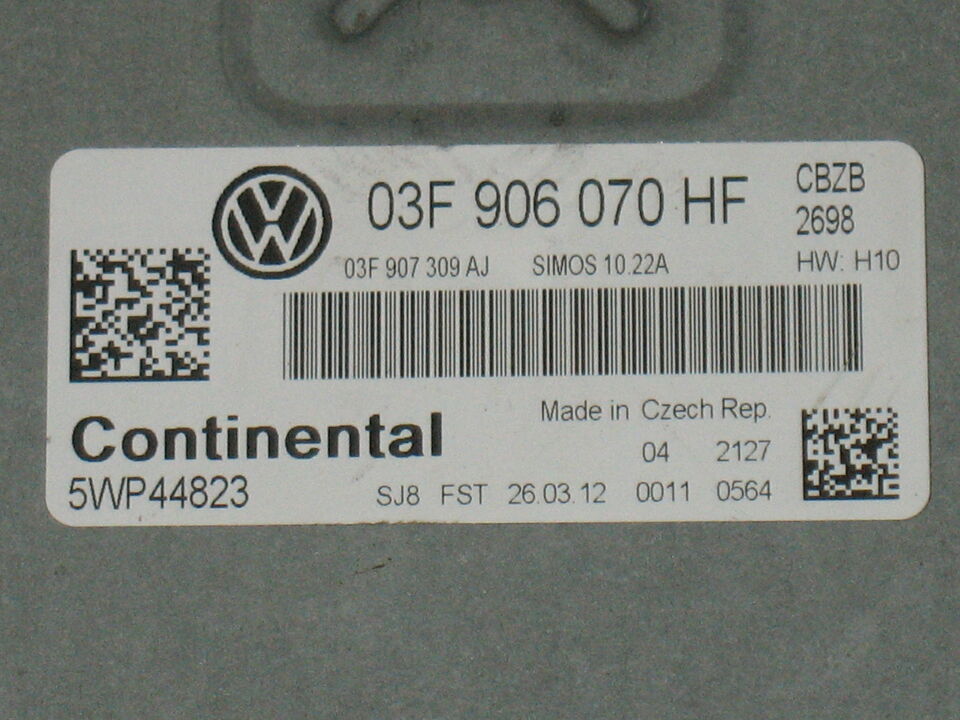 03F 906 070 HF
CBZB
2698
03F 907 309 AJ SIMOS 10.22A HW: H10
Continental
5WP44823
Made in Czech Rep.
04 2127
SJ8 FST 26.03.12 0011 0564